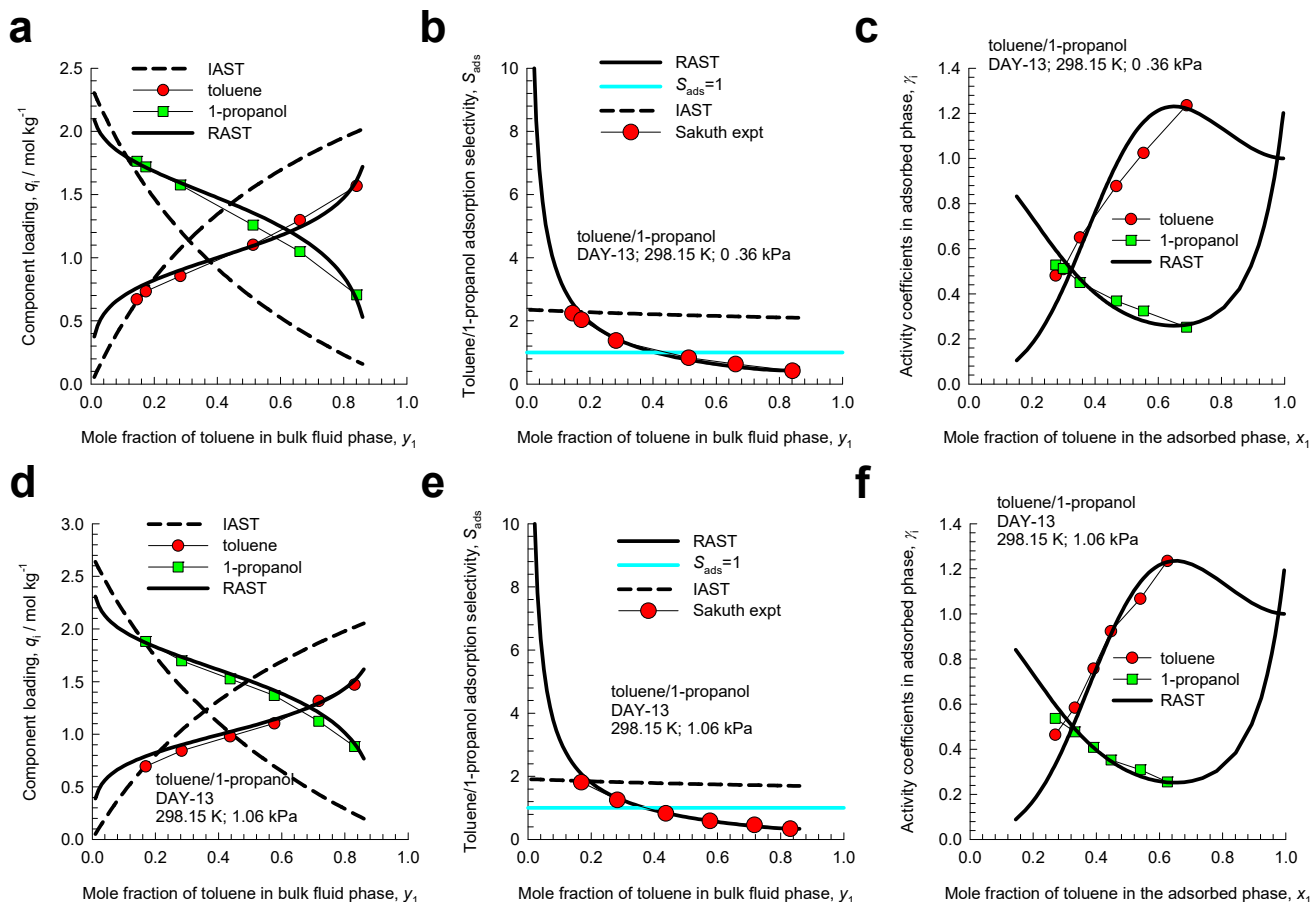 a
2.5
2.0
1.5
1.0
0.5
0.0
0.0 0.2 0.4 0.6 0.8 1.0
Component loading, qᵢ / mol kg⁻¹
Mole fraction of toluene in bulk fluid phase, y₁
IAST
toluene
1-propanol
RAST
b
10
8
6
4
2
0
0.0 0.2 0.4 0.6 0.8 1.0
Toluene/1-propanol adsorption selectivity, Sads
Mole fraction of toluene in bulk fluid phase, y₁
RAST
Sads=1
IAST
Sakuth expt
toluene/1-propanol
DAY-13; 298.15 K; 0 .36 kPa
c
toluene/1-propanol
DAY-13; 298.15 K; 0 .36 kPa
1.4
1.2
1.0
0.8
0.6
0.4
0.2
0.0
0.0 0.2 0.4 0.6 0.8 1.0
Activity coefficients in adsorbed phase, γᵢ
Mole fraction of toluene in the adsorbed phase, x₁
toluene
1-propanol
RAST
d
3.0
2.5
2.0
1.5
1.0
0.5
0.0
0.0 0.2 0.4 0.6 0.8 1.0
Component loading, qᵢ / mol kg⁻¹
Mole fraction of toluene in bulk fluid phase, y₁
IAST
toluene
1-propanol
RAST
toluene/1-propanol
DAY-13
298.15 K; 1.06 kPa
e
10
8
6
4
2
0
0.0 0.2 0.4 0.6 0.8 1.0
Toluene/1-propanol adsorption selectivity, Sads
Mole fraction of toluene in bulk fluid phase, y₁
RAST
Sads=1
IAST
Sakuth expt
toluene/1-propanol
DAY-13
298.15 K; 1.06 kPa
f
toluene/1-propanol
DAY-13
298.15 K; 1.06 kPa
1.4
1.2
1.0
0.8
0.6
0.4
0.2
0.0
0.0 0.2 0.4 0.6 0.8 1.0
Activity coefficients in adsorbed phase, γᵢ
Mole fraction of toluene in the adsorbed phase, x₁
toluene
1-propanol
RAST